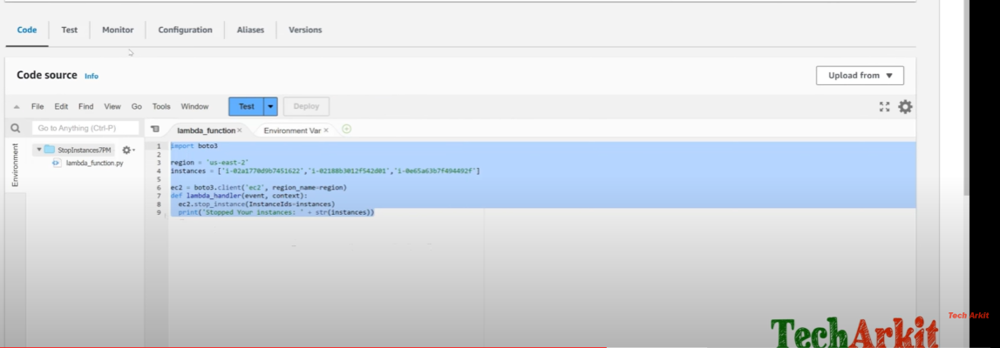 Code Test Monitor Configuration Aliases Versions
Code source Info Upload from
File Edit Find View Go Tools Window Test Deploy
Go to Anything (Ctrl-P) lambda_function × Environment Var ×
Environment
StopInstances7PM
lambda_function.py
1 import boto3
2
3 region = 'us-east-2'
4 instances = ['i-02a1770d9b7451622','i-02188b3012f542d01','i-0e65a63b7f494492f']
5
6 ec2 = boto3.client('ec2', region_name=region)
7 def lambda_handler(event, context):
8 ec2.stop_instance(InstanceIds=instances)
9 print('Stopped Your instances: ' + str(instances))
Tech Arkit
TechArkit